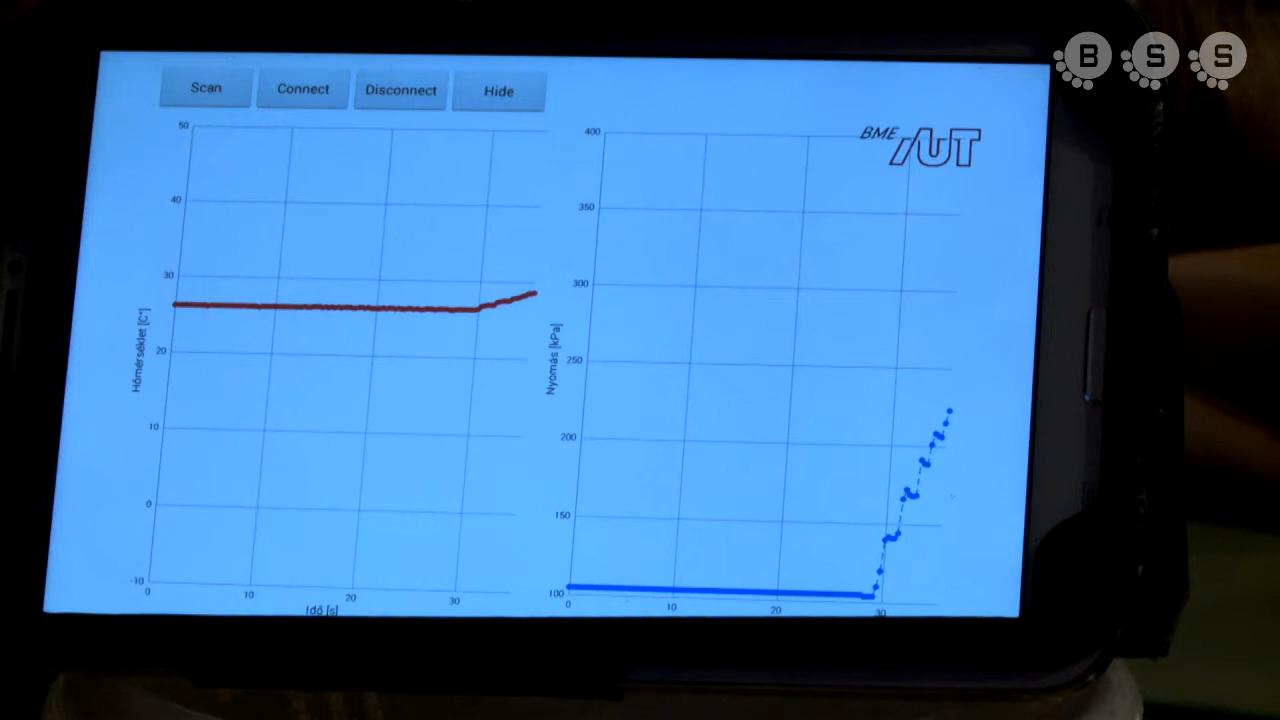 B S S
Scan Connect Disconnect Hide
BME AUT
50
40
30
20
10
0
-10
Hőmérséklet [C°]
0 10 20 30
Idő [s]
400
350
300
250
200
150
100
Nyomás [kPa]
0 10 20 30